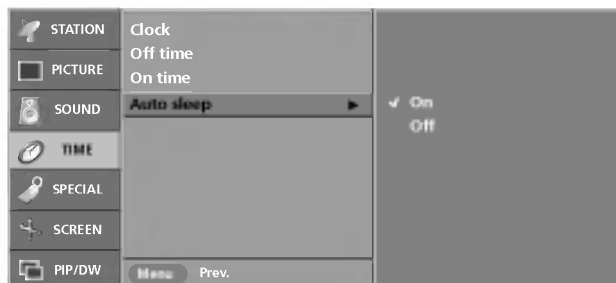 STATION
PICTURE
SOUND
TIME
SPECIAL
SCREEN
PIP/DW
Clock
Off time
On time
Auto sleep
On
Off
Menu Prev.